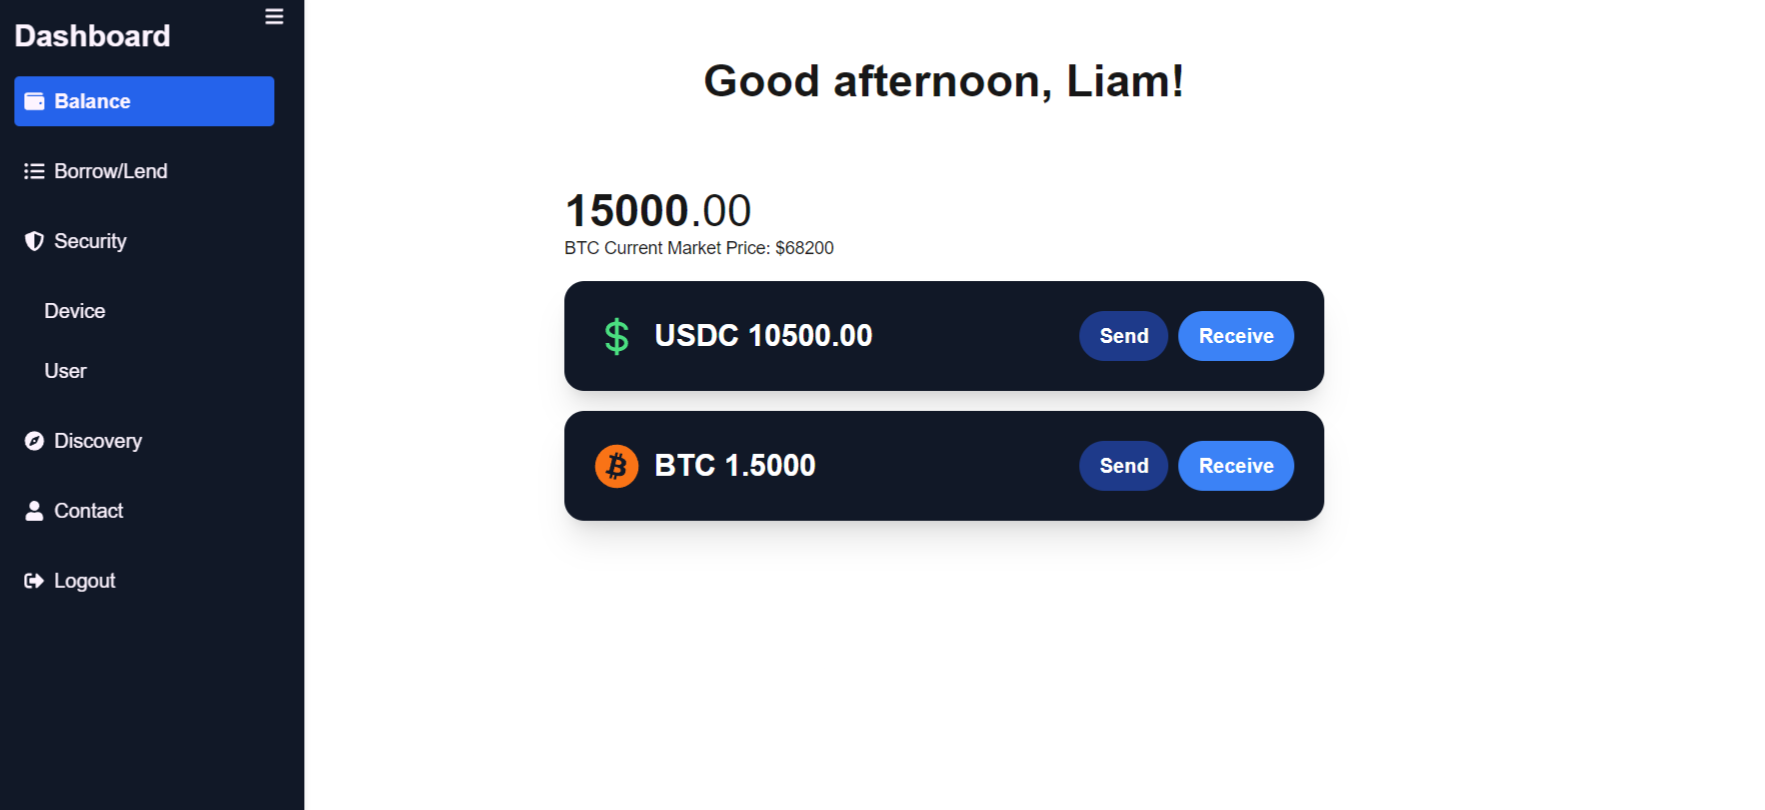 Dashboard
Balance
Borrow/Lend
Security
Device
User
Discovery
Contact
Logout
Good afternoon, Liam!
15000.00
BTC Current Market Price: $68200
USDC 10500.00
Send
Receive
BTC 1.5000
Send
Receive